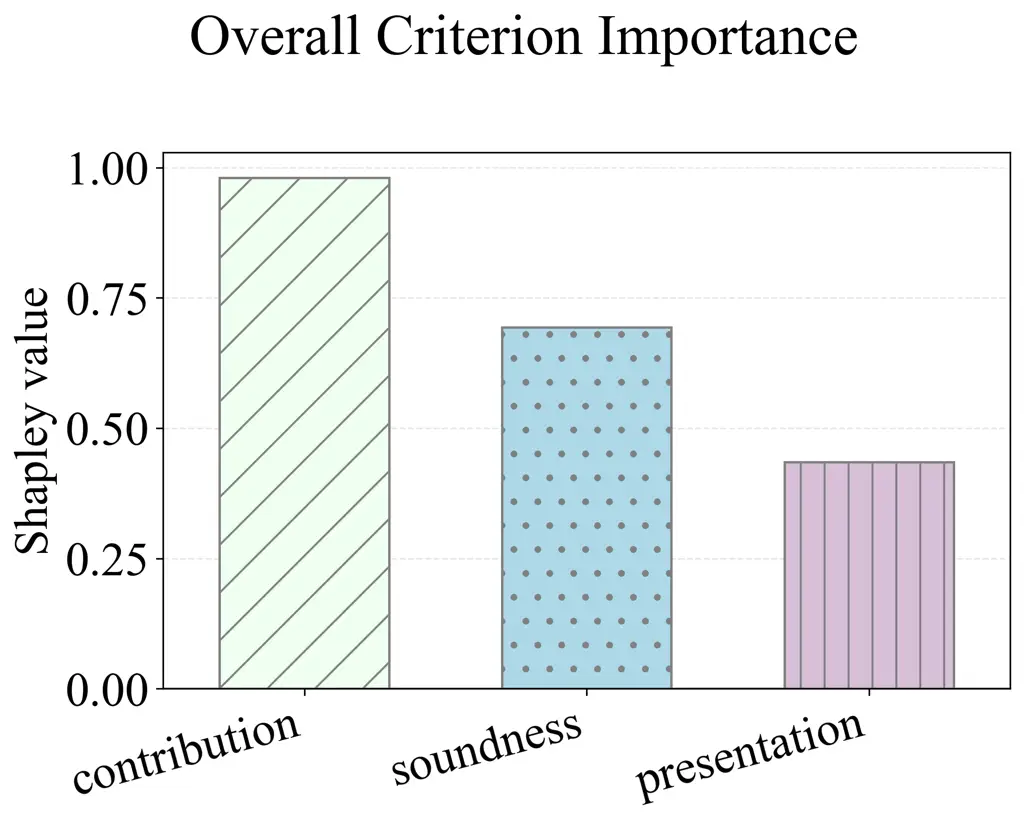 Overall Criterion Importance
Shapley value
1.00
0.75
0.50
0.25
0.00
contribution
soundness
presentation